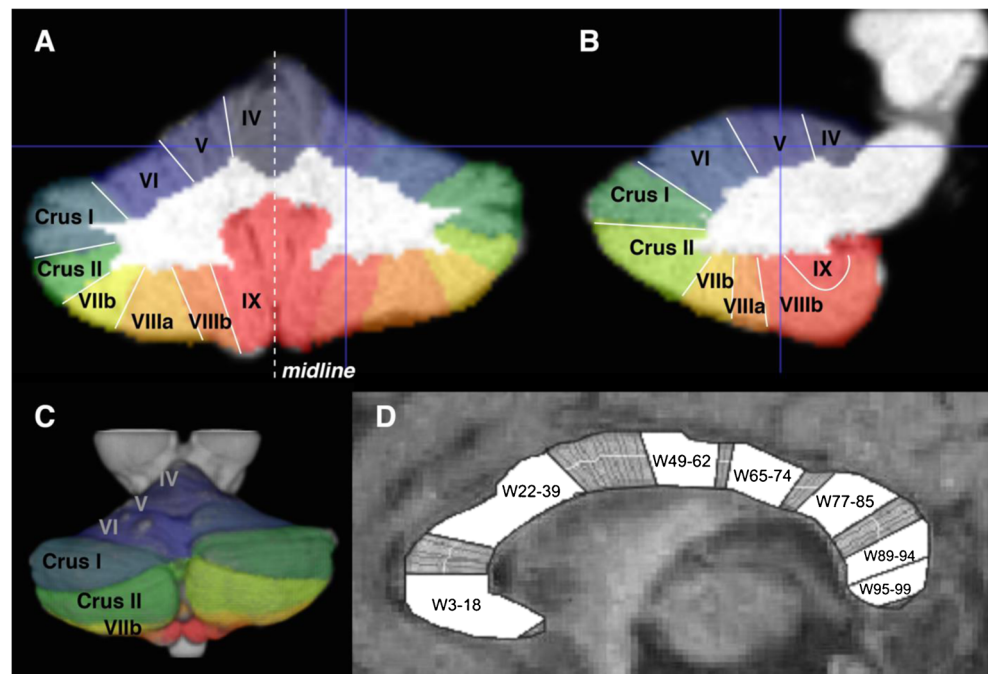 A
IV
V
VI
Crus I
Crus II
VIIb
VIIIa
VIIIb
IX
midline
B
IV
V
VI
Crus I
Crus II
VIIb
VIIIa
VIIIb
IX
C
IV
V
VI
Crus I
Crus II
VIIb
D
W3-18
W22-39
W49-62
W65-74
W77-85
W89-94
W95-99